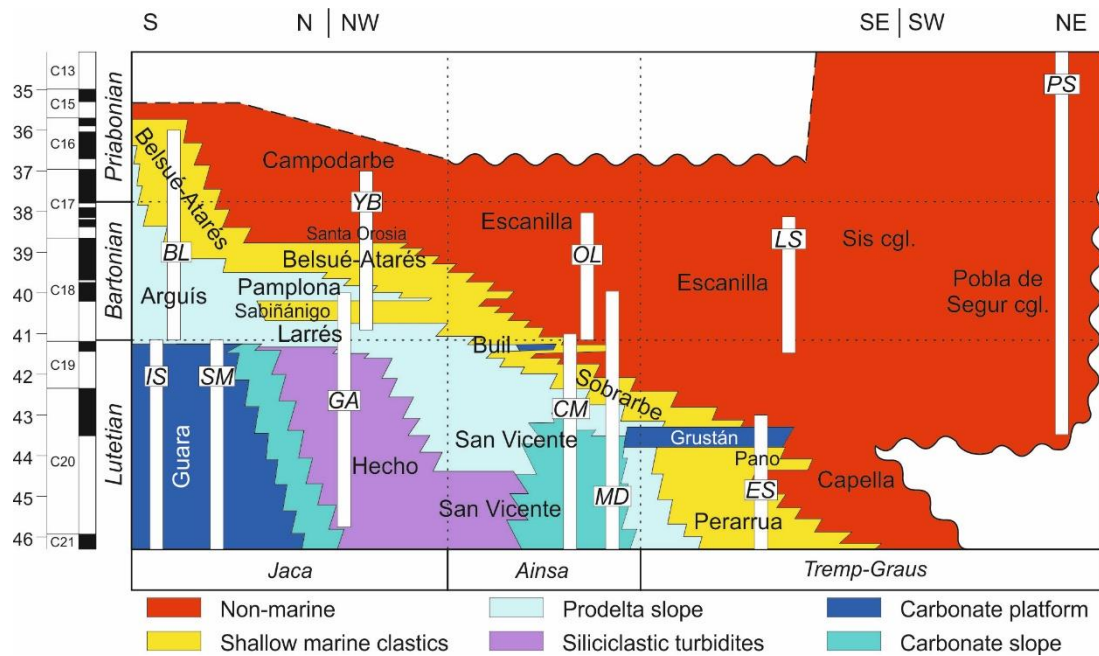 S N NW SE SW NE
C13
35
C15
Priabonian
PS
36
C16
Belsué-Atarés
Campodarbe
37
YB
C17
38
Escanilla
Santa Orosia
BL
OL
LS
Sis cgl.
39
Bartonian
Belsué-Atarés
Pamplona
Escanilla
Pobla de
Segur cgl.
40
C18
Arguís
Sabiñánigo
Larrés
41
Buil
C19
42
IS
SM
Sobrarbe
GA
CM
43
Lutetian
Guara
San Vicente
Grustán
44
C20
Hecho
Pano
Capella
45
San Vicente
MD
ES
Perarrua
46
C21
Jaca
Ainsa
Tremp-Graus
Non-marine
Prodelta slope
Carbonate platform
Shallow marine clastics
Siliciclastic turbidites
Carbonate slope